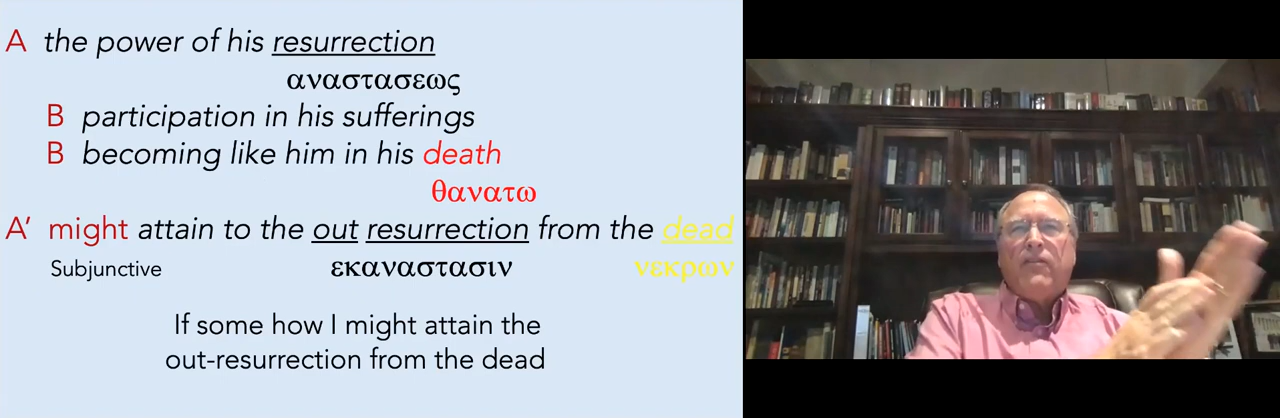 A the power of his resurrection
αναστασεως
B participation in his sufferings
B becoming like him in his death
θανατω
A' might attain to the out resurrection from the dead
Subjunctive εκαναστασιν νεκρων
If some how I might attain the
out-resurrection from the dead